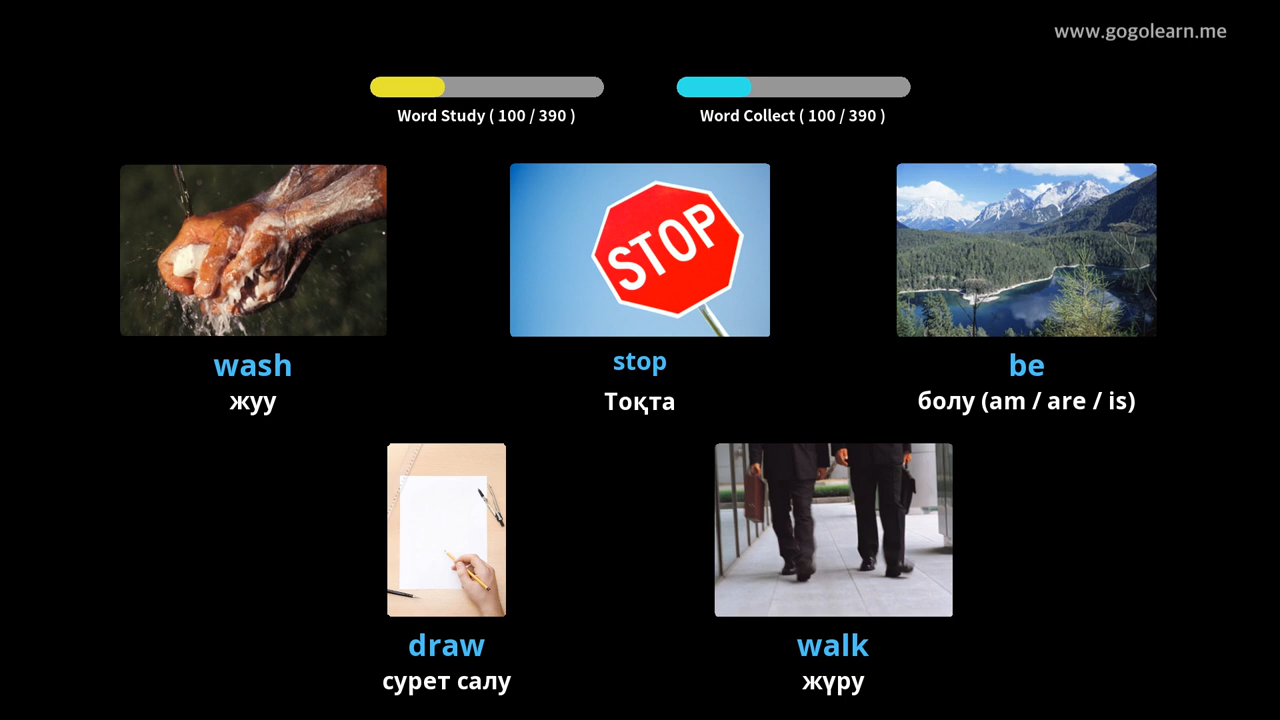 www.gogolearn.me
Word Study ( 100 / 390 )
Word Collect ( 100 / 390 )
STOP
wash
жуу
stop
Тоқта
be
болу (am / are / is)
draw
сурет салу
walk
жүру